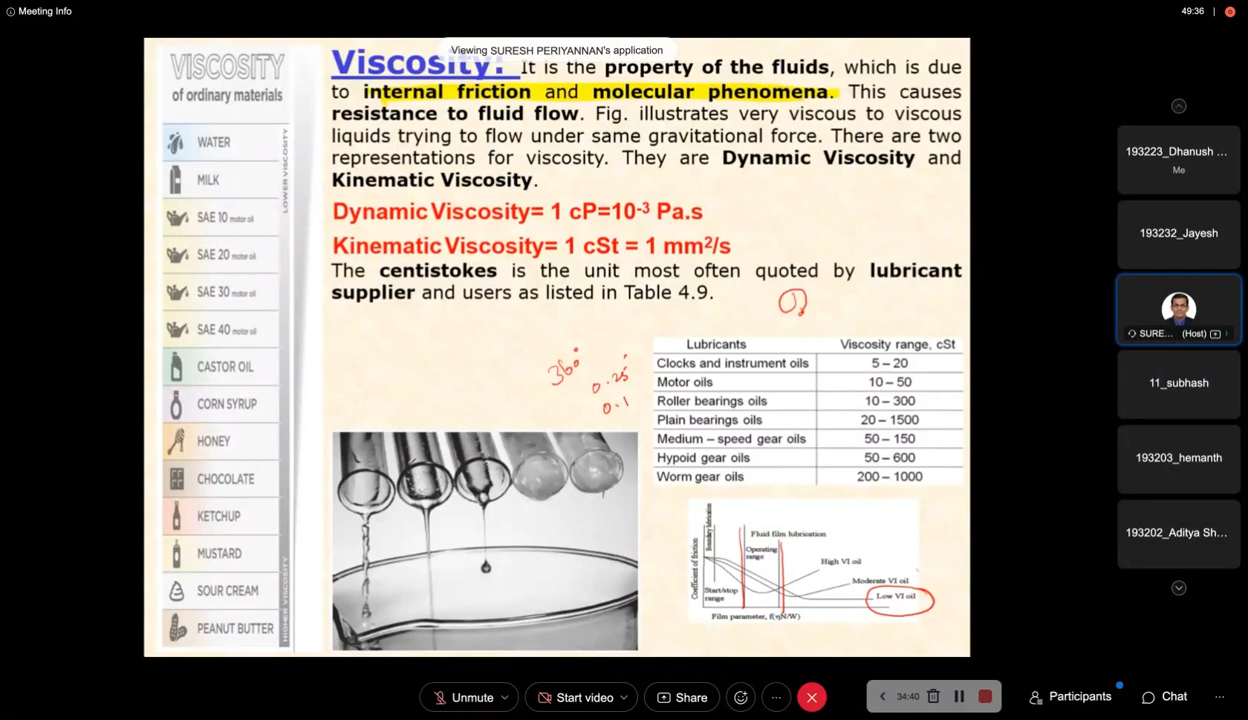 Meeting Info
49:36
Viewing SURESH PERIYANNAN's application
VISCOSITY
of ordinary materials
WATER
MILK
SAE 10 motor oil
SAE 20 motor oil
SAE 30 motor oil
SAE 40 motor oil
CASTOR OIL
CORN SYRUP
HONEY
CHOCOLATE
KETCHUP
MUSTARD
SOUR CREAM
PEANUT BUTTER
LOWER VISCOSITY
HIGHER VISCOSITY
Viscosity: It is the property of the fluids, which is due
to internal friction and molecular phenomena. This causes
resistance to fluid flow. Fig. illustrates very viscous to viscous
liquids trying to flow under same gravitational force. There are two
representations for viscosity. They are Dynamic Viscosity and
Kinematic Viscosity.
Dynamic Viscosity= 1 cP=10⁻³ Pa.s
Kinematic Viscosity= 1 cSt = 1 mm²/s
The centistokes is the unit most often quoted by lubricant
supplier and users as listed in Table 4.9.
360°
0.25
0.1
Lubricants Viscosity range, cSt
Clocks and instrument oils 5 – 20
Motor oils 10 – 50
Roller bearings oils 10 – 300
Plain bearings oils 20 – 1500
Medium – speed gear oils 50 – 150
Hypoid gear oils 50 – 600
Worm gear oils 200 – 1000
Coefficient of friction
Boundary lubrication
Fluid film lubrication
Operating
range
High VI oil
Moderate VI oil
Start/stop
range
Low VI oil
Film parameter, f(ηN/W)
193223_Dhanush ...
Me
193232_Jayesh
SURE... (Host)
11_subhash
193203_hemanth
193202_Aditya Sh...
Unmute
Start video
Share
34:40
Participants
Chat